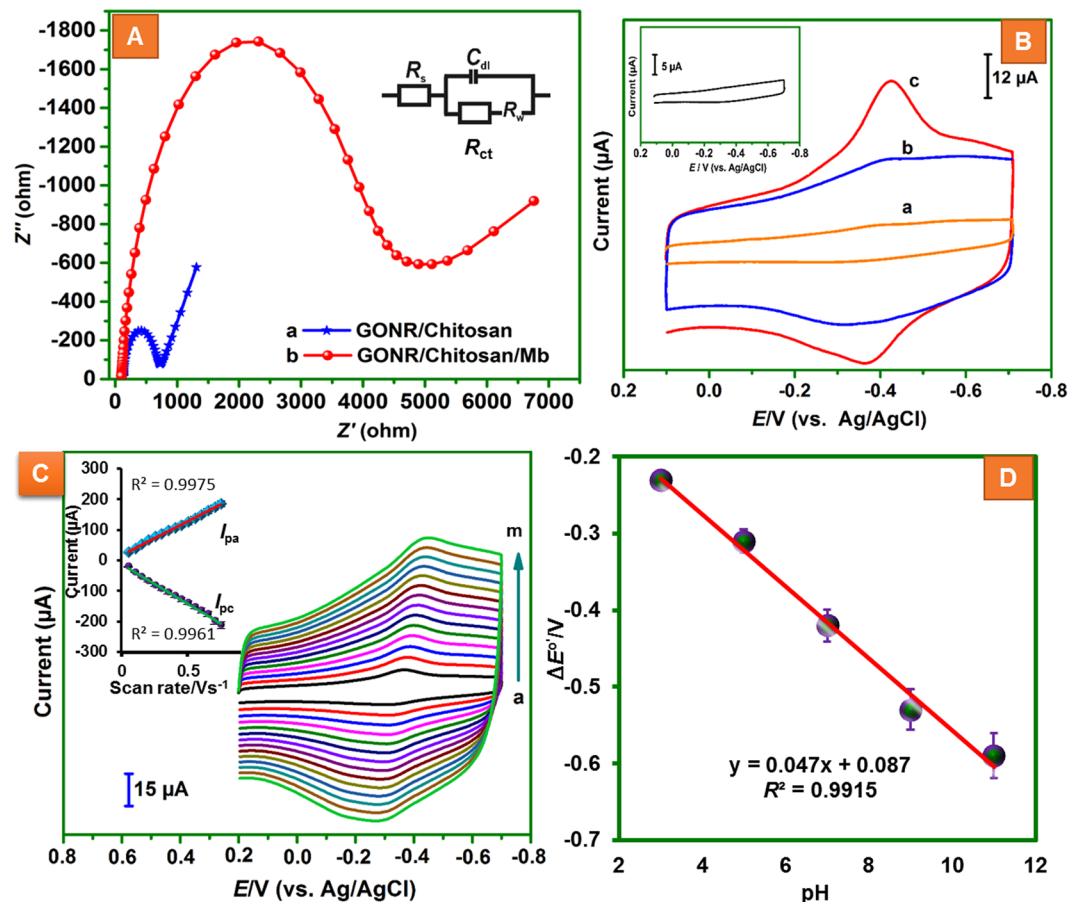 A
-1800
-1600
-1400
-1200
-1000
-800
-600
-400
-200
0
Z″ (ohm)
0 1000 2000 3000 4000 5000 6000 7000
Z′ (ohm)
Rs
Cdl
Rw
Rct
a GONR/Chitosan
b GONR/Chitosan/Mb
B
12 µA
5 µA
Current (µA)
0.2 0.0 -0.2 -0.4 -0.6 -0.8
E / V (vs. Ag/AgCl)
c
b
a
Current (µA)
0.2 0.0 -0.2 -0.4 -0.6 -0.8
E/V (vs. Ag/AgCl)
C
300
200
100
0
-100
-200
-300
Current (µA)
R² = 0.9975
Ipa
Ipc
R² = 0.9961
0 0.5 1
Scan rate/Vs-1
m
a
Current (µA)
15 µA
0.8 0.6 0.4 0.2 0.0 -0.2 -0.4 -0.6 -0.8
E/V (vs. Ag/AgCl)
D
-0.2
-0.3
-0.4
-0.5
-0.6
-0.7
ΔEo'/V
y = 0.047x + 0.087
R² = 0.9915
2 4 6 8 10 12
pH